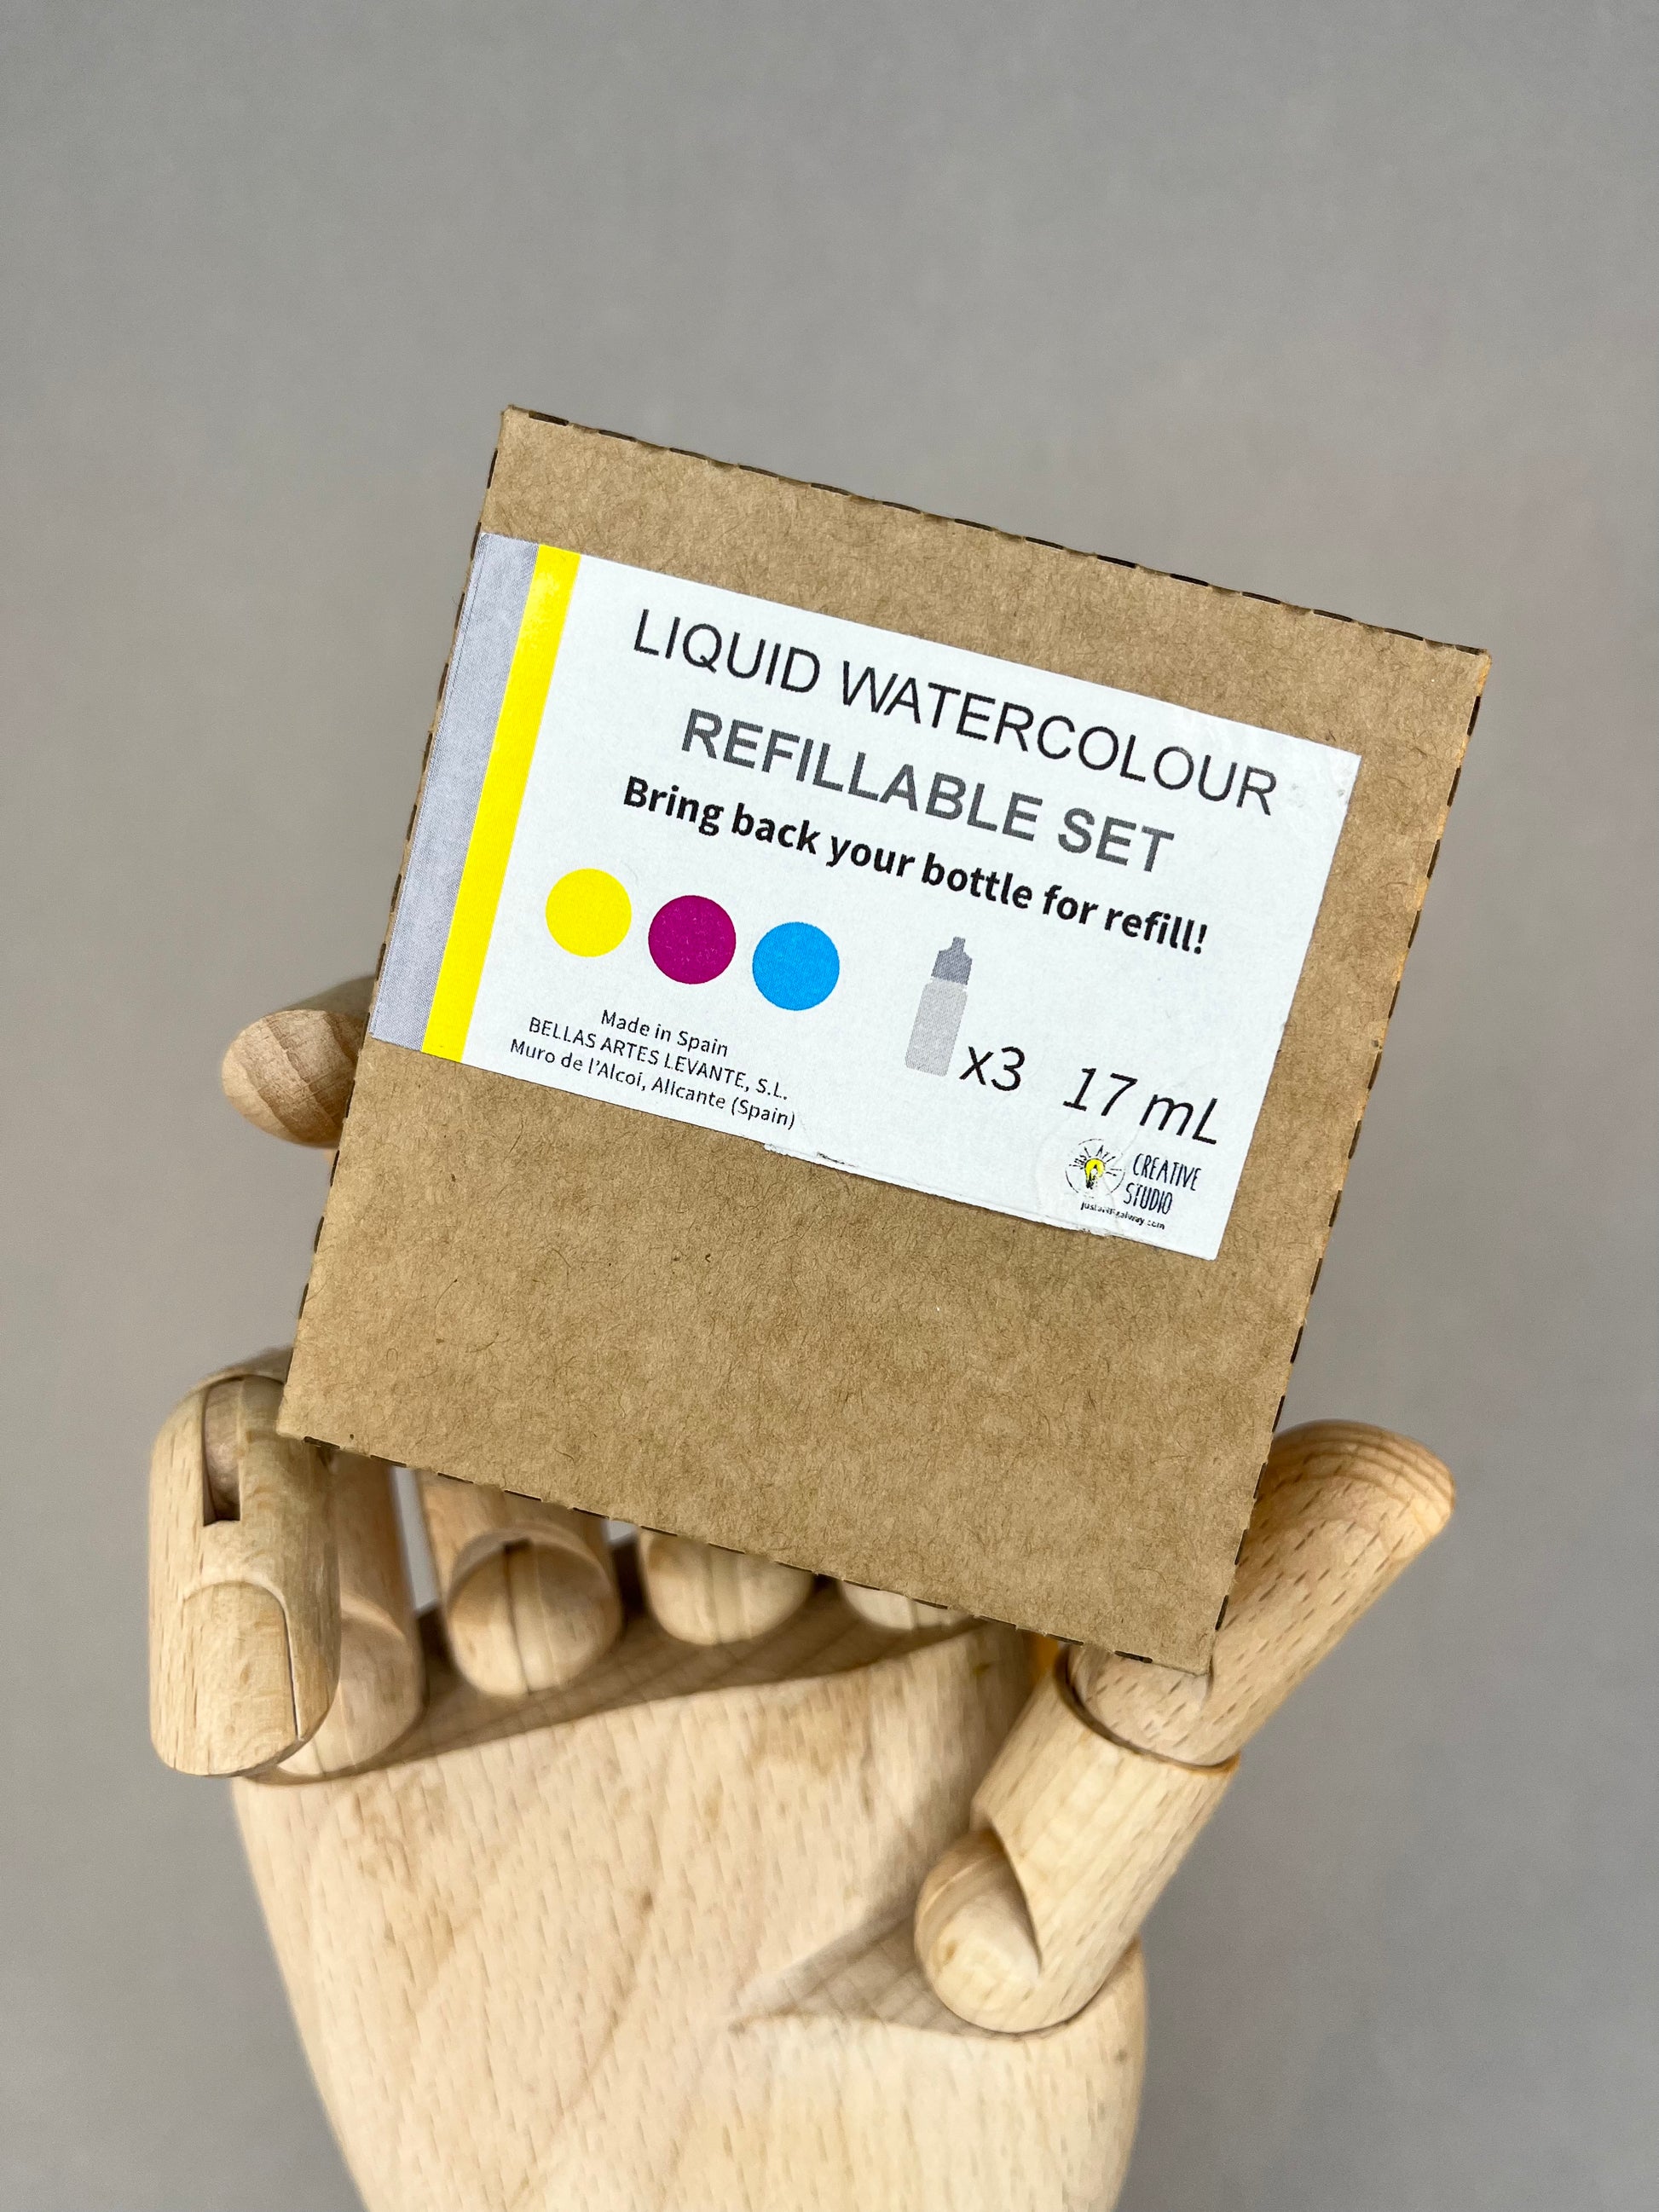 LIQUID WATERCOLOUR
REFILLABLE SET
Bring back your bottle for refill!
Made in Spain
BELLAS ARTES LEVANTE, S.L.
Muro de l'Alcoi, Alicante (Spain)
x3 17 mL
CREATIVE
STUDIO